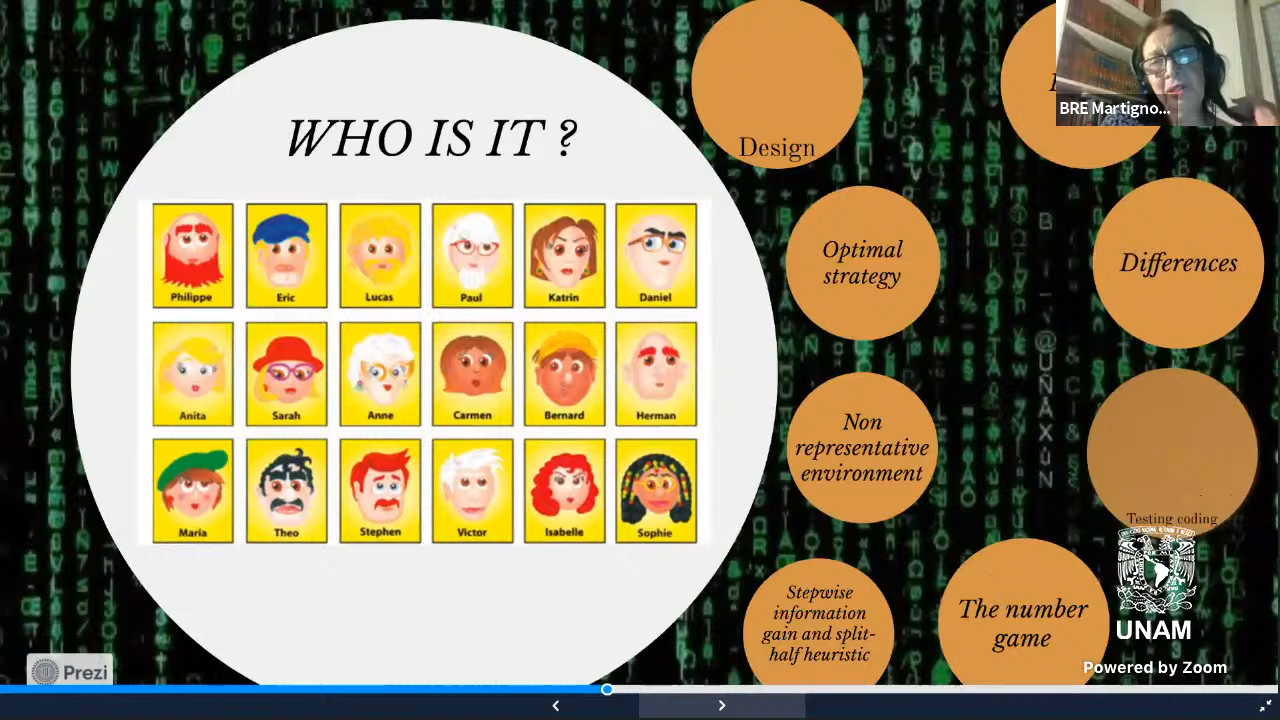 WHO IS IT ?
Philippe
Eric
Lucas
Paul
Katrin
Daniel
Anita
Sarah
Anne
Carmen
Bernard
Herman
Maria
Theo
Stephen
Victor
Isabelle
Sophie
Design
Optimal
strategy
Non
representative
environment
Stepwise
information
gain and split-
half heuristic
The number
game
Differences
Testing coding
BRE Martigno...
UNAM
Powered by Zoom
Prezi